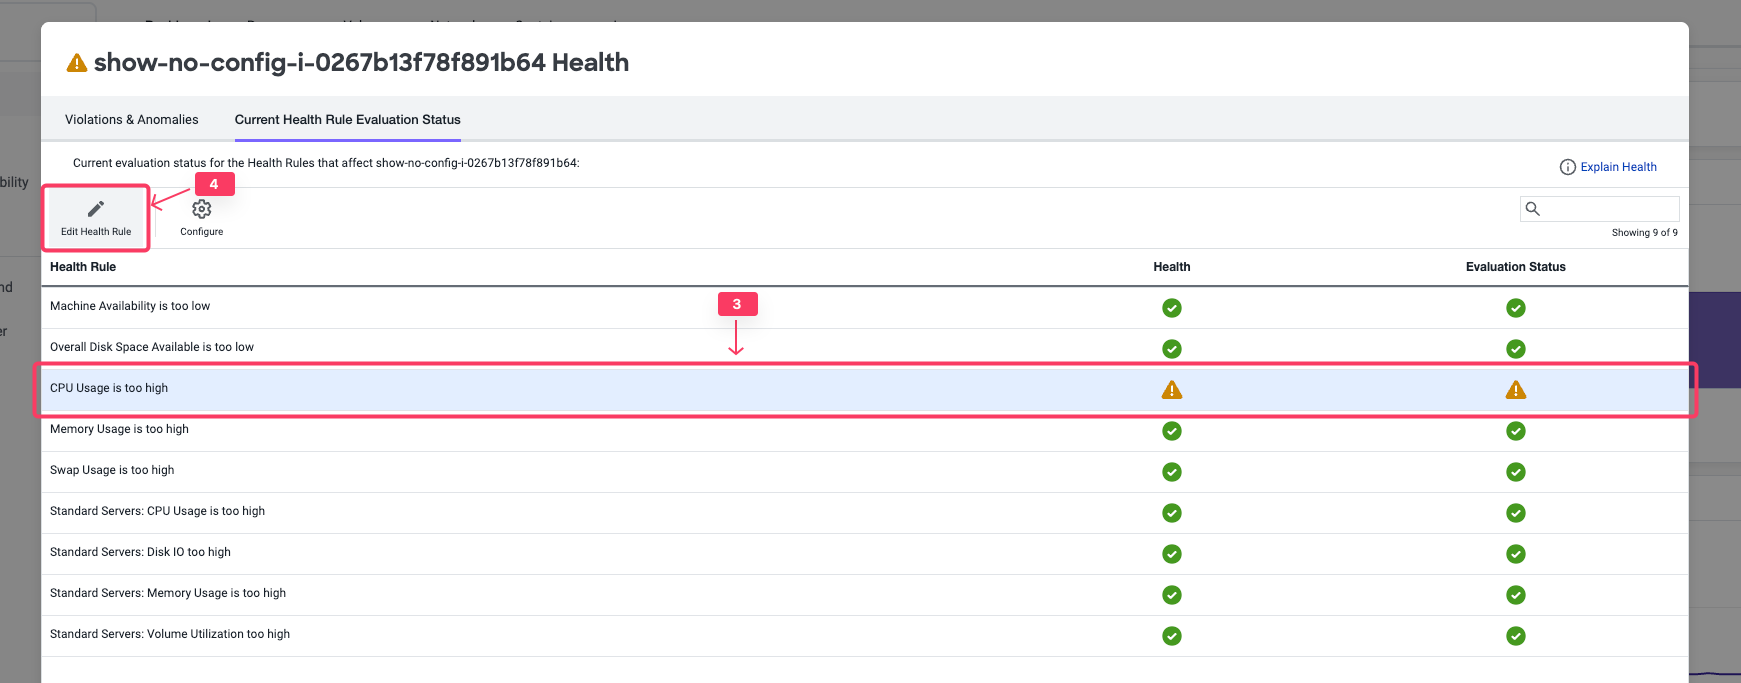 show-no-config-i-0267b13f78f891b64 Health
Violations & Anomalies
Current Health Rule Evaluation Status
Current evaluation status for the Health Rules that affect show-no-config-i-0267b13f78f891b64:
Explain Health
4
Edit Health Rule
Configure
Showing 9 of 9
Health Rule Health Evaluation Status
Machine Availability is too low
3
Overall Disk Space Available is too low
CPU Usage is too high
Memory Usage is too high
Swap Usage is too high
Standard Servers: CPU Usage is too high
Standard Servers: Disk IO too high
Standard Servers: Memory Usage is too high
Standard Servers: Volume Utilization too high
bility
nd
er